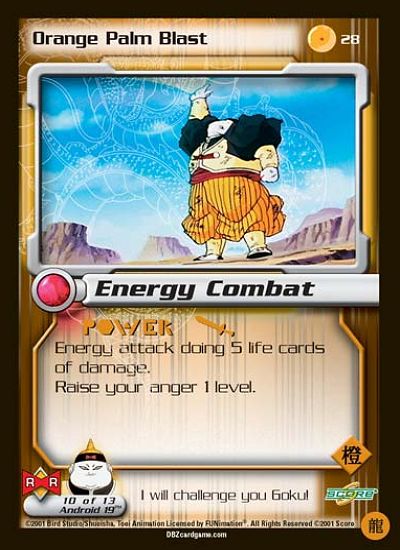 Orange Palm Blast 28
Energy Combat
POWER
Energy attack doing 5 life cards
of damage.
Raise your anger 1 level.
橙
R R
10 of 13
Android 19™
I will challenge you Goku!
SCORE
龍
©2001 Bird Studio/Shueisha, Toei Animation Licensed by FUNimation®. All Rights Reserved ©2001 Score
DBZcardgame.com